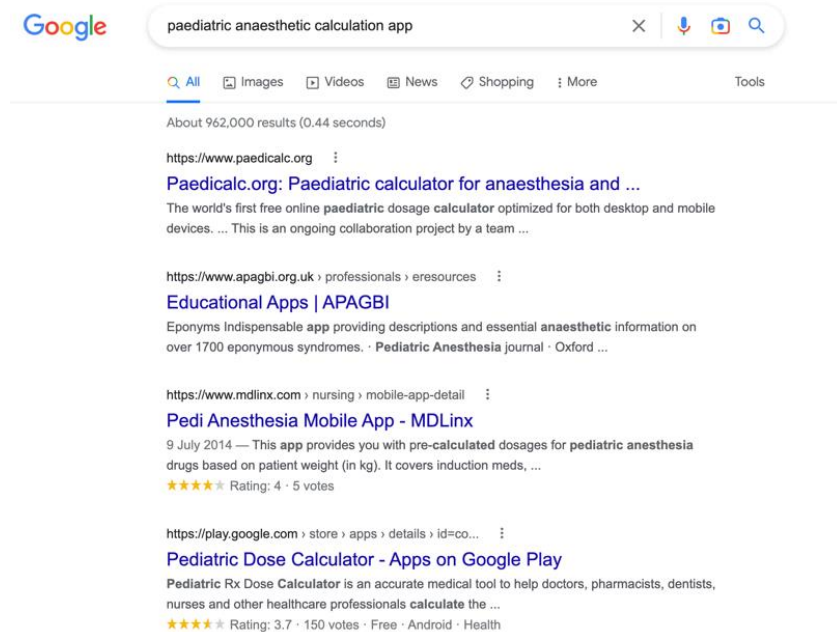 Google
paediatric anaesthetic calculation app
All Images Videos News Shopping More Tools
About 962,000 results (0.44 seconds)
https://www.paedicalc.org
Paedicalc.org: Paediatric calculator for anaesthesia and ...
The world's first free online paediatric dosage calculator optimized for both desktop and mobile
devices. ... This is an ongoing collaboration project by a team ...
https://www.apagbi.org.uk › professionals › eresources
Educational Apps | APAGBI
Eponyms Indispensable app providing descriptions and essential anaesthetic information on
over 1700 eponymous syndromes. · Pediatric Anesthesia journal · Oxford ...
https://www.mdlinx.com › nursing › mobile-app-detail
Pedi Anesthesia Mobile App - MDLinx
9 July 2014 — This app provides you with pre-calculated dosages for pediatric anesthesia
drugs based on patient weight (in kg). It covers induction meds, ...
Rating: 4 · 5 votes
https://play.google.com › store › apps › details › id=co...
Pediatric Dose Calculator - Apps on Google Play
Pediatric Rx Dose Calculator is an accurate medical tool to help doctors, pharmacists, dentists,
nurses and other healthcare professionals calculate the ...
Rating: 3.7 · 150 votes · Free · Android · Health